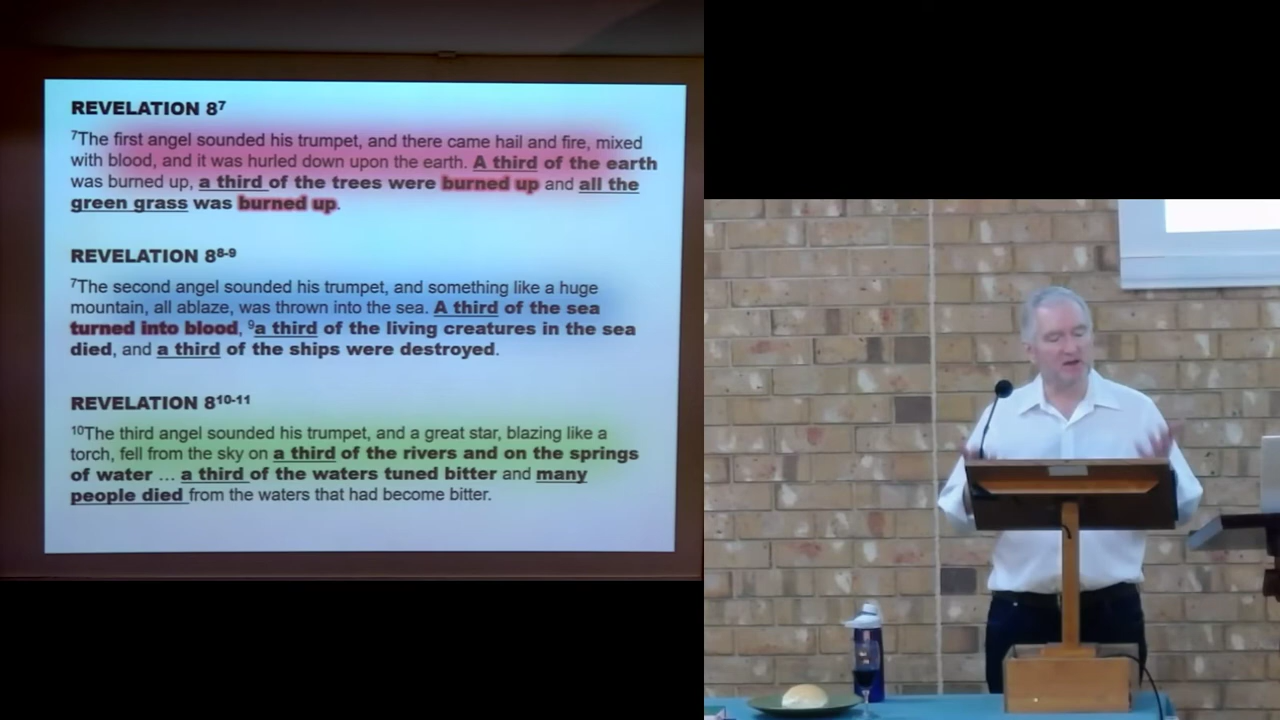 REVELATION 8⁷
⁷The first angel sounded his trumpet, and there came hail and fire, mixed
with blood, and it was hurled down upon the earth. A third of the earth
was burned up, a third of the trees were burned up and all the
green grass was burned up.
REVELATION 8⁸⁻⁹
⁷The second angel sounded his trumpet, and something like a huge
mountain, all ablaze, was thrown into the sea. A third of the sea
turned into blood, ⁹a third of the living creatures in the sea
died, and a third of the ships were destroyed.
REVELATION 8¹⁰⁻¹¹
¹⁰The third angel sounded his trumpet, and a great star, blazing like a
torch, fell from the sky on a third of the rivers and on the springs
of water ... a third of the waters tuned bitter and many
people died from the waters that had become bitter.